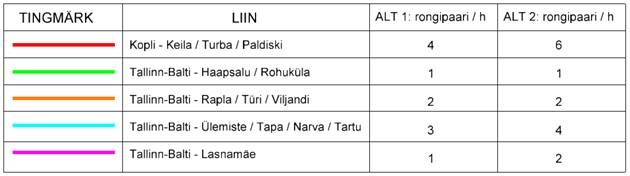 TINGMÄRK LIIN ALT 1: rongipaari / h ALT 2: rongipaari / h
Kopli - Keila / Turba / Paldiski 4 6
Tallinn-Balti - Haapsalu / Rohuküla 1 1
Tallinn-Balti - Rapla / Türi / Viljandi 2 2
Tallinn-Balti - Ülemiste / Tapa / Narva / Tartu 3 4
Tallinn-Balti - Lasnamäe 1 2